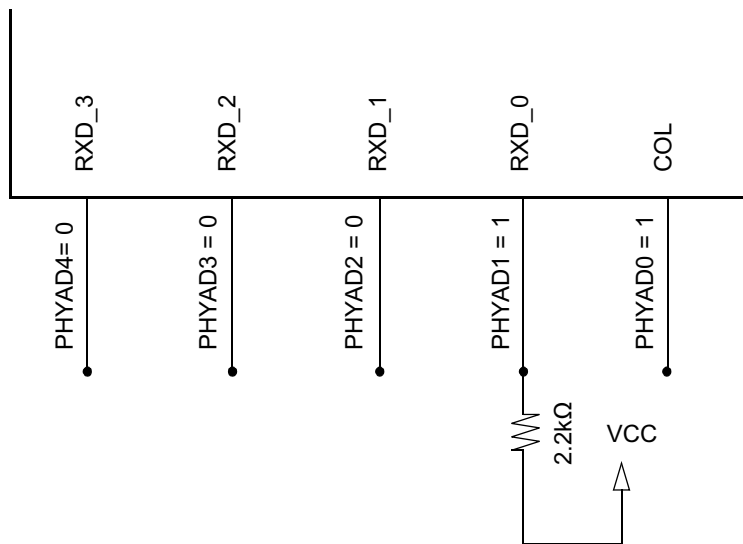 RXD_3
RXD_2
RXD_1
RXD_0
COL
PHYAD4= 0
PHYAD3 = 0
PHYAD2 = 0
PHYAD1 = 1
PHYAD0 = 1
2.2kΩ
VCC